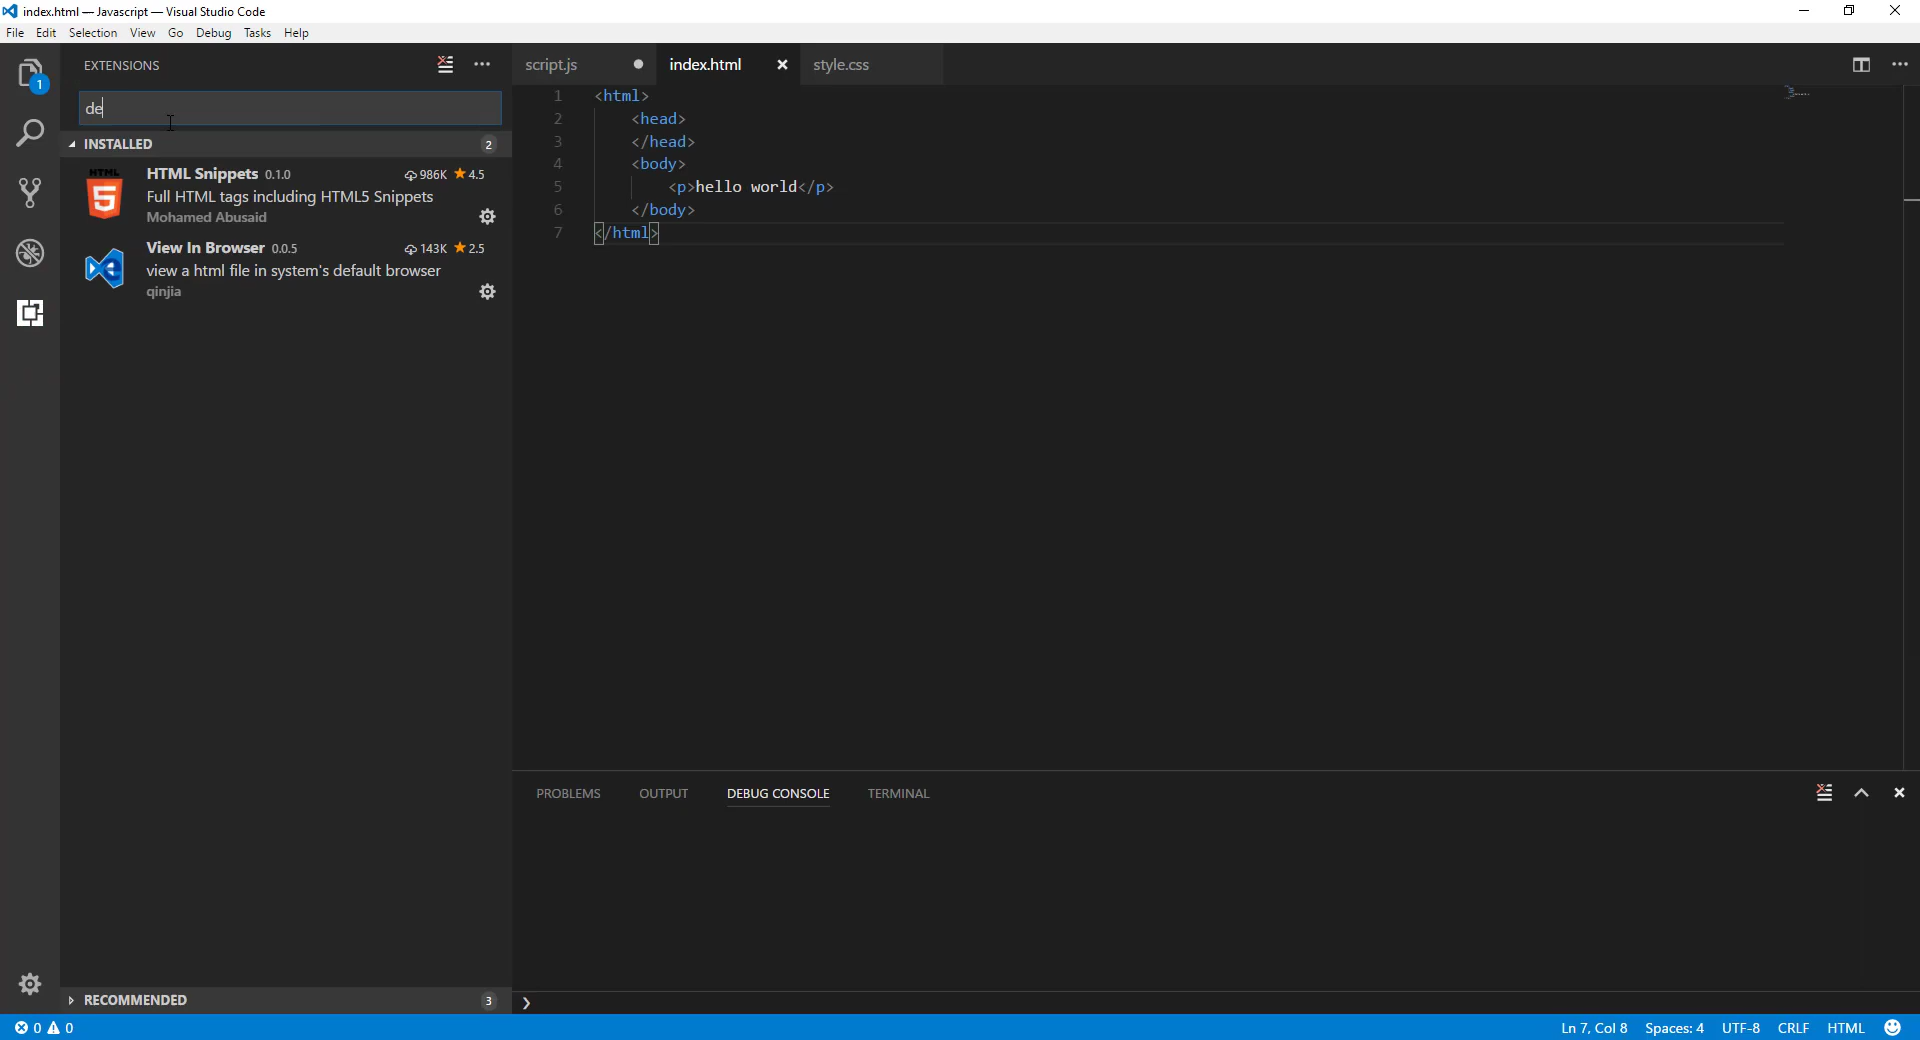 index.html — Javascript — Visual Studio Code
File Edit Selection View Go Debug Tasks Help
1
EXTENSIONS
de
INSTALLED 2
HTML
5
HTML Snippets 0.1.0 986K 4.5
Full HTML tags including HTML5 Snippets
Mohamed Abusaid
View In Browser 0.0.5 143K 2.5
view a html file in system's default browser
qinjia
RECOMMENDED 3
script.js index.html style.css
1 <html>
2 <head>
3 </head>
4 <body>
5 <p>hello world</p>
6 </body>
7 </html>
PROBLEMS OUTPUT DEBUG CONSOLE TERMINAL
0 0 Ln 7, Col 8 Spaces: 4 UTF-8 CRLF HTML